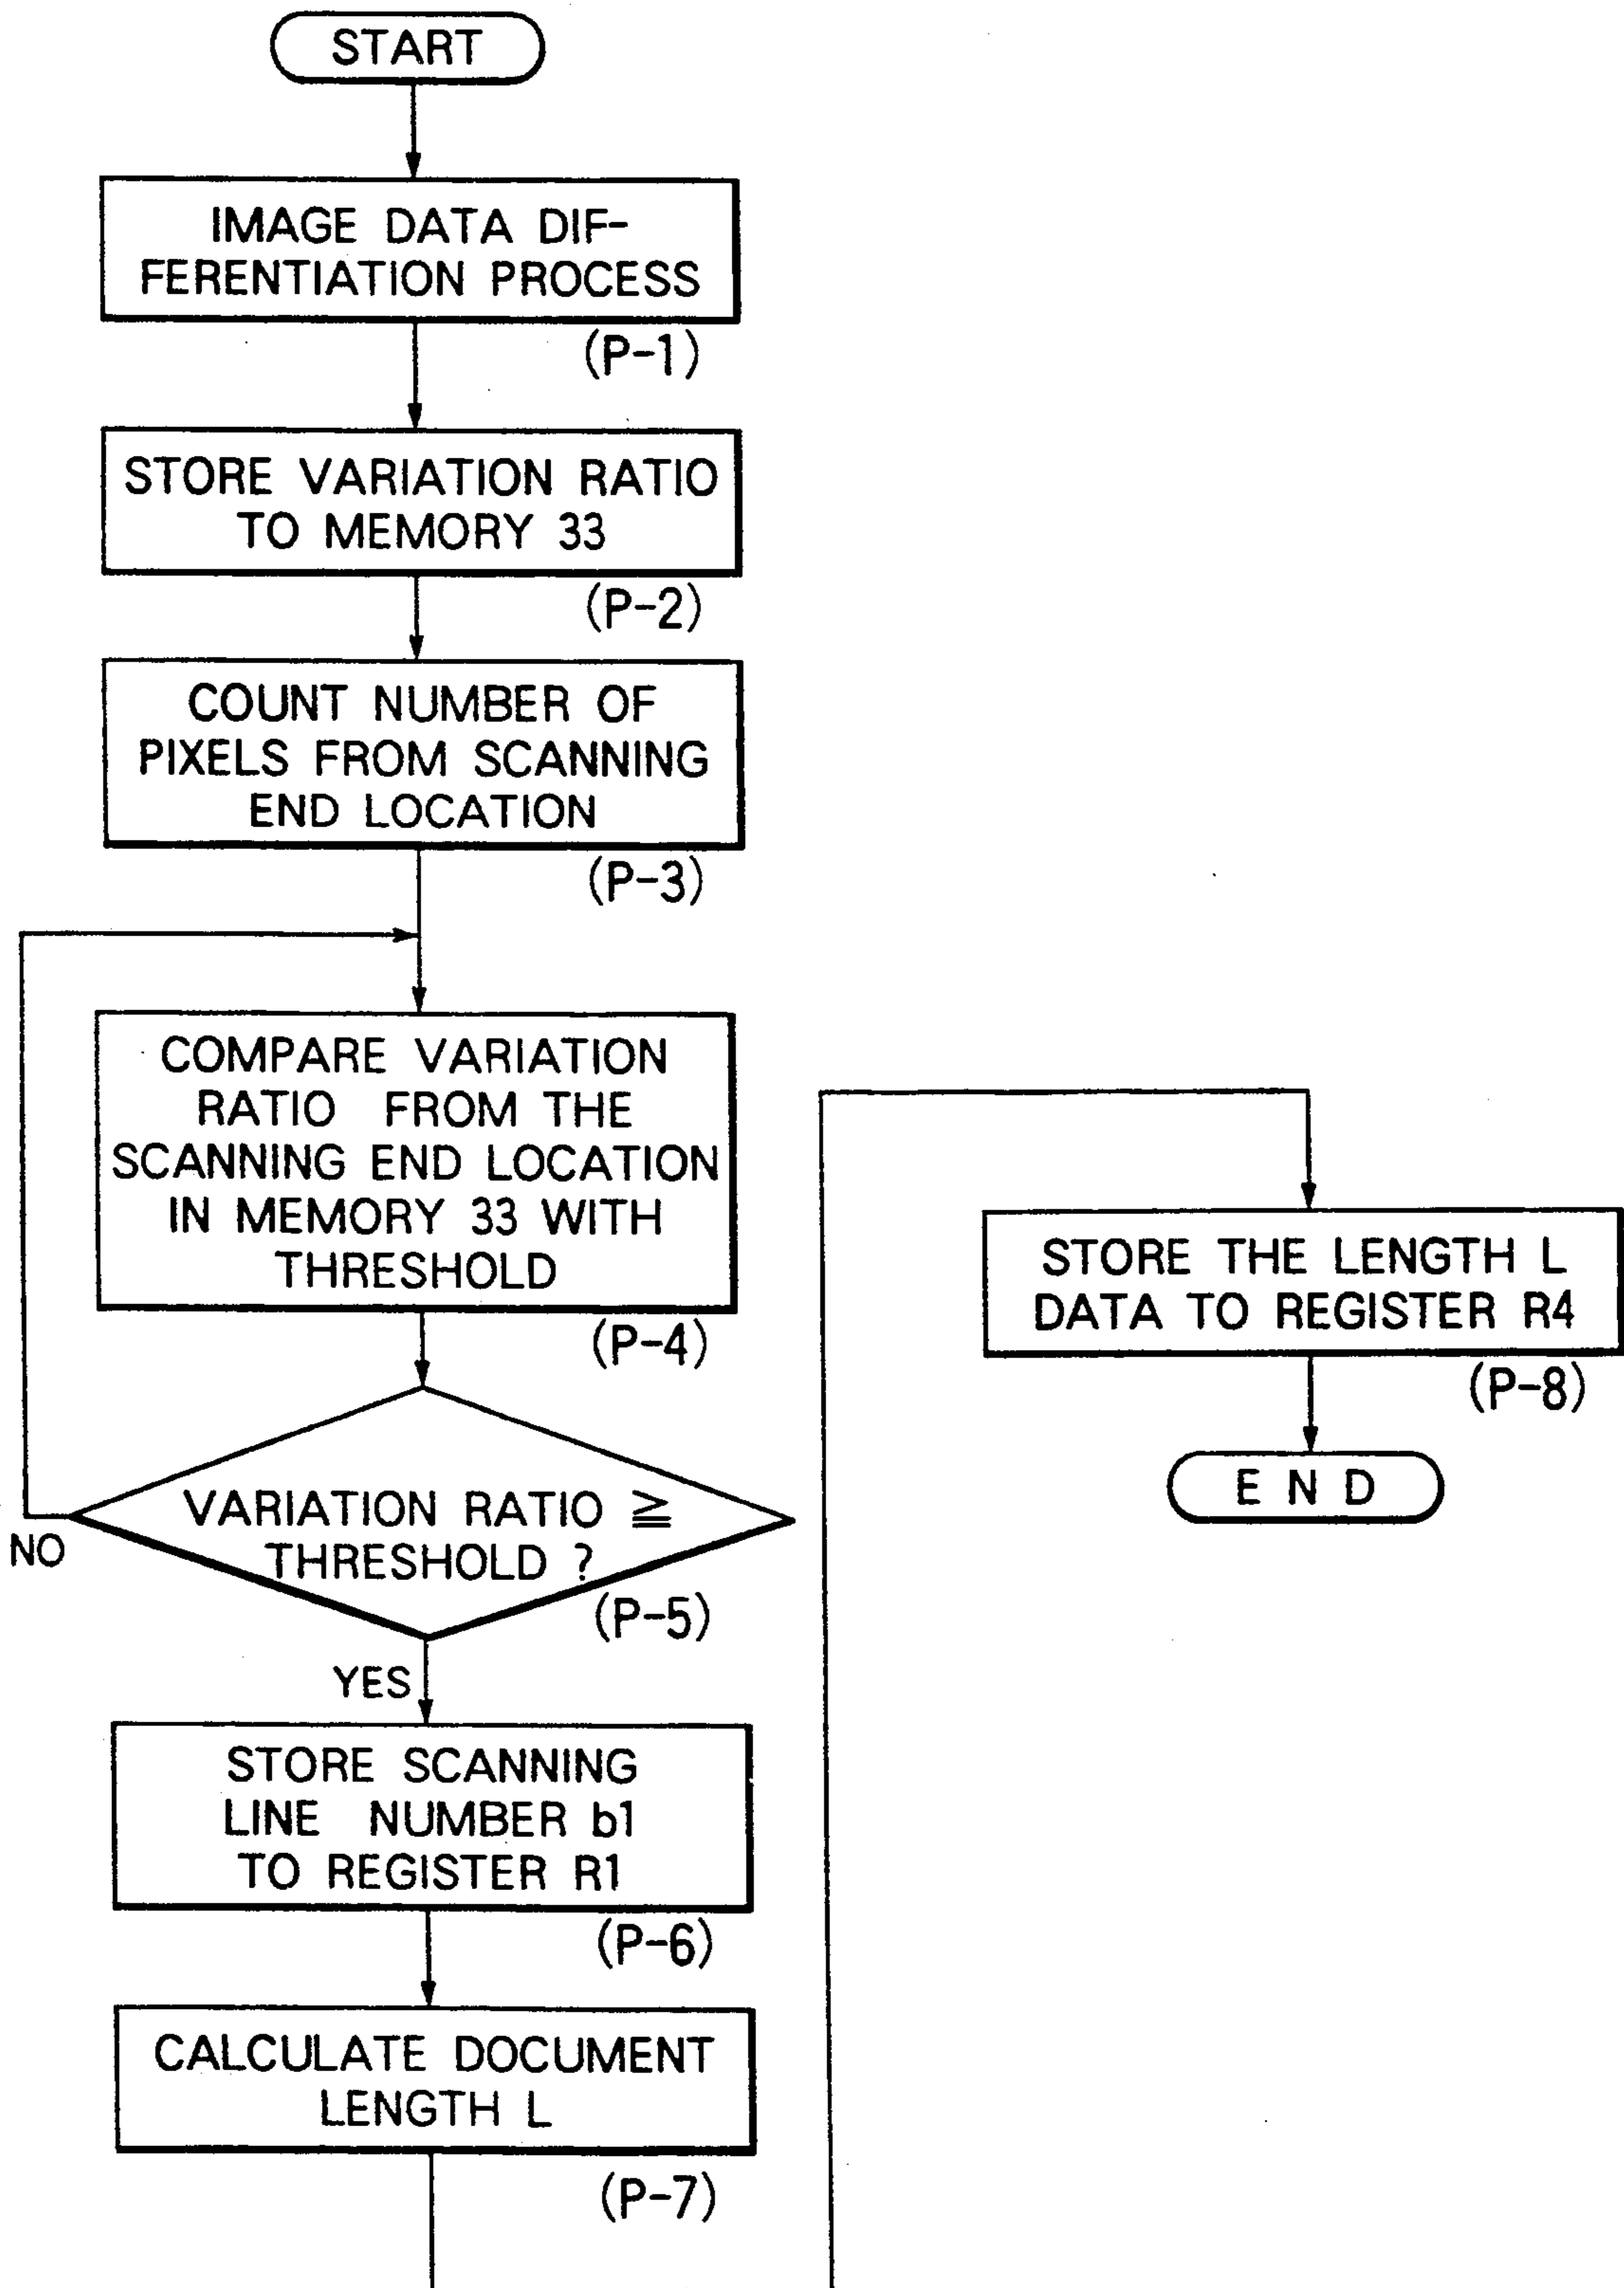 START
IMAGE DATA DIF-
FERENTIATION PROCESS
(P-1)
STORE VARIATION RATIO
TO MEMORY 33
(P-2)
COUNT NUMBER OF
PIXELS FROM SCANNING
END LOCATION
(P-3)
COMPARE VARIATION
RATIO FROM THE
SCANNING END LOCATION
IN MEMORY 33 WITH
THRESHOLD
(P-4)
VARIATION RATIO ≧
THRESHOLD ?
(P-5)
NO
YES
STORE SCANNING
LINE NUMBER b1
TO REGISTER R1
(P-6)
CALCULATE DOCUMENT
LENGTH L
(P-7)
STORE THE LENGTH L
DATA TO REGISTER R4
(P-8)
E N D